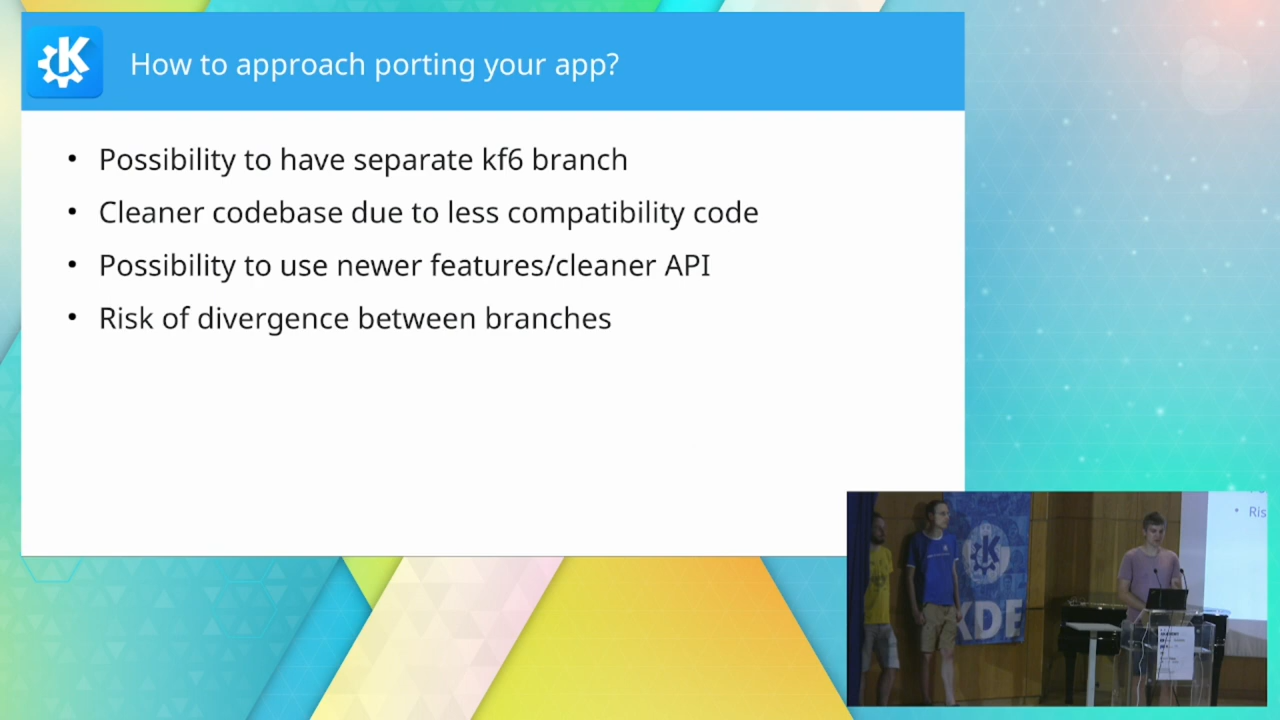 How to approach porting your app?
• Possibility to have separate kf6 branch
• Cleaner codebase due to less compatibility code
• Possibility to use newer features/cleaner API
• Risk of divergence between branches
• Ris
KDE